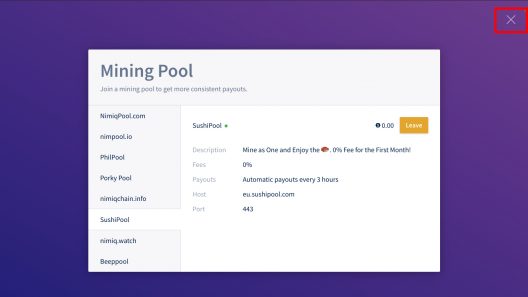 Mining Pool
Join a mining pool to get more consistent payouts.
NimiqPool.com
nimpool.io
PhilPool
Porky Pool
nimiqchain.info
SushiPool
nimiq.watch
Beeppool
SushiPool
0.00
Leave
Description Mine as One and Enjoy the 🍣. 0% Fee for the First Month!
Fees 0%
Payouts Automatic payouts every 3 hours
Host eu.sushipool.com
Port 443